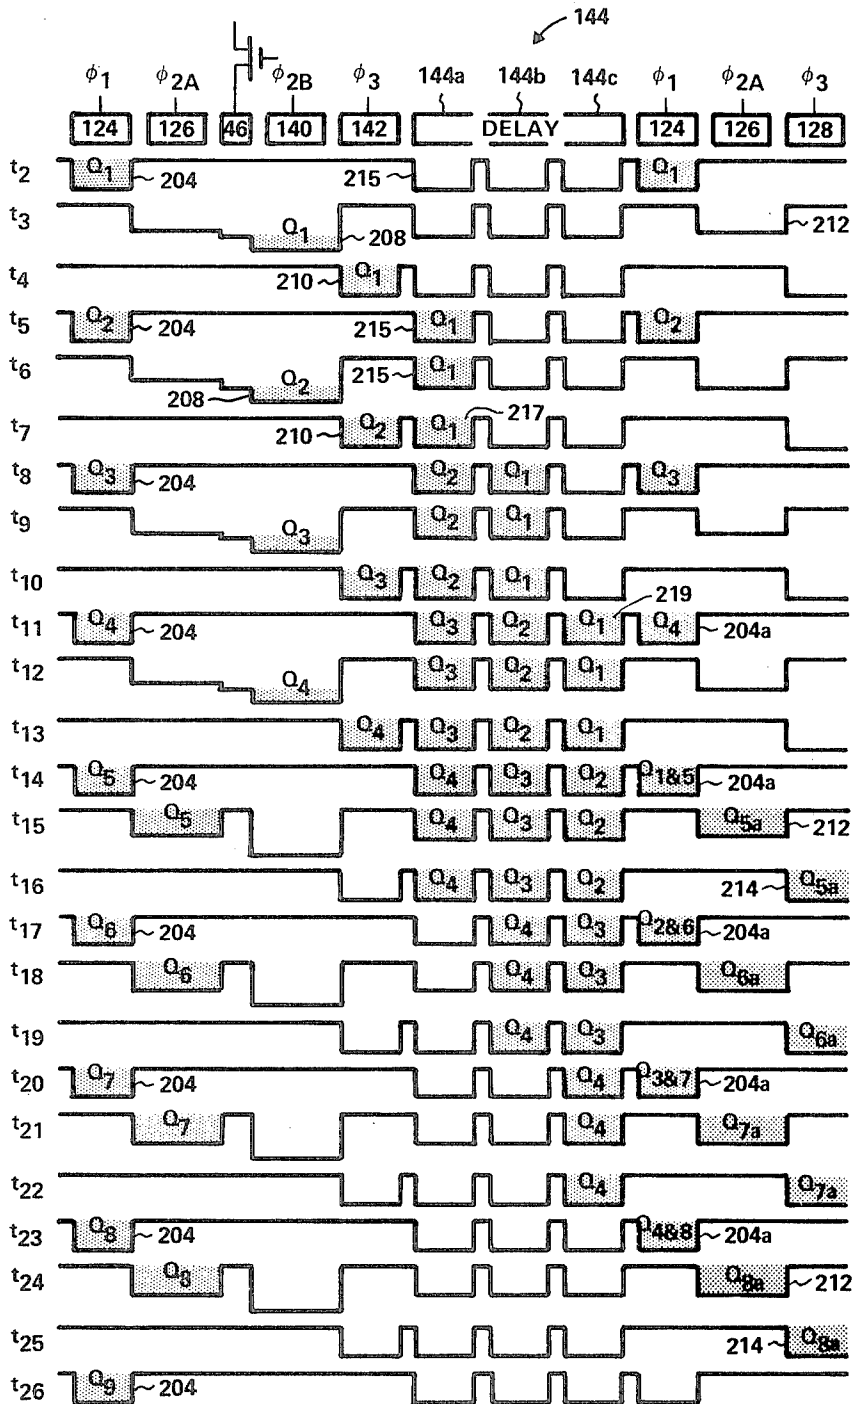 144
ϕ1 ϕ2A ϕ2B ϕ3 144a 144b 144c ϕ1 ϕ2A ϕ3
124 126 46 140 142 DELAY 124 126 128
t2 Q1 204 215 Q1
t3 Q1 208 212
t4 210 Q1
t5 Q2 204 215 Q1 Q2
t6 208 Q2 215 Q1
t7 210 Q2 Q1 217
t8 Q3 204 Q2 Q1 Q3
t9 Q3 Q2 Q1
t10 Q3 Q2 Q1
t11 Q4 204 Q3 Q2 Q1 219 Q4 204a
t12 Q4 Q3 Q2 Q1
t13 Q4 Q3 Q2 Q1
t14 Q5 204 Q4 Q3 Q2 Q1&5 204a
t15 Q5 Q4 Q3 Q2 Q5a 212
t16 Q4 Q3 Q2 214 Q5a
t17 Q6 204 Q4 Q3 Q2&6 204a
t18 Q6 Q4 Q3 Q6a
t19 Q4 Q3 Q6a
t20 Q7 204 Q4 Q3&7 204a
t21 Q7 Q4 Q7a
t22 Q4 Q7a
t23 Q8 204 Q4&8 204a
t24 Q8 Q8a 212
t25 214 Q8a
t26 Q9 204